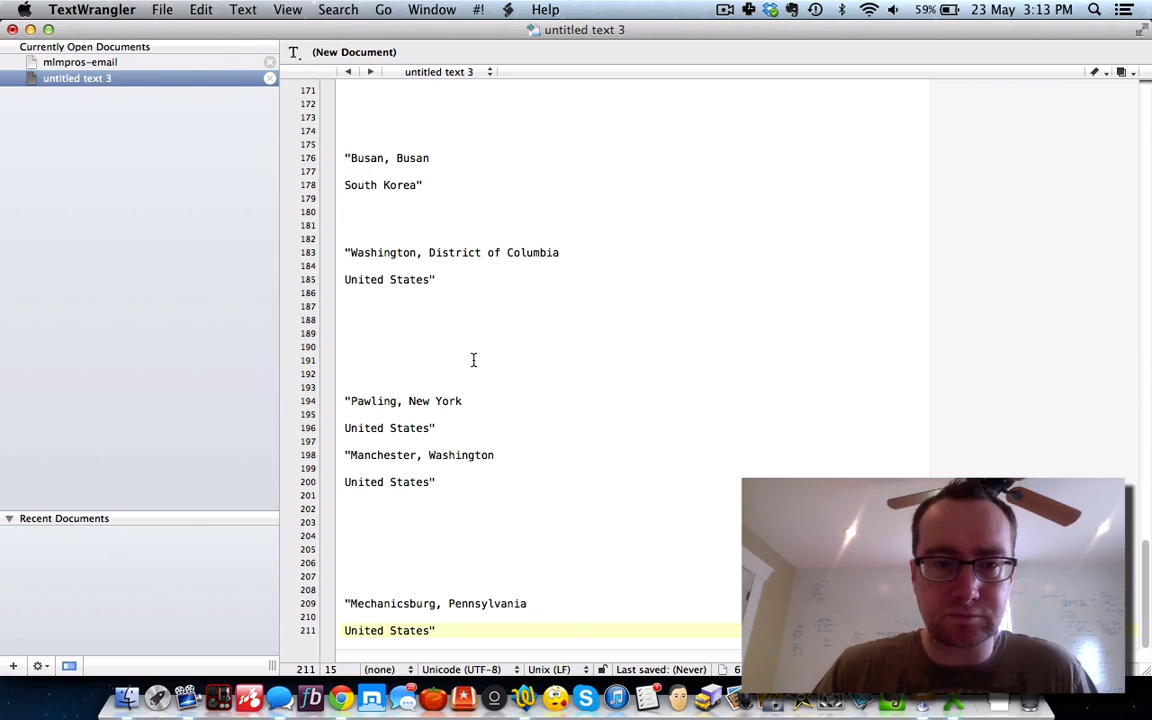 TextWrangler File Edit Text View Search Go Window #! Help 59% 23 May 3:13 PM
untitled text 3
Currently Open Documents
mlmpros-email
untitled text 3
(New Document)
untitled text 3
171
172
173
174
175
176 "Busan, Busan
177
178 South Korea"
179
180
181
182
183 "Washington, District of Columbia
184
185 United States"
186
187
188
189
190
191
192
193
194 "Pawling, New York
195
196 United States"
197
198 "Manchester, Washington
199
200 United States"
201
202
203
204
205
206
207
208
209 "Mechanicsburg, Pennsylvania
210
211 United States"
Recent Documents
211 15 (none) Unicode (UTF-8) Unix (LF) Last saved: (Never) 6